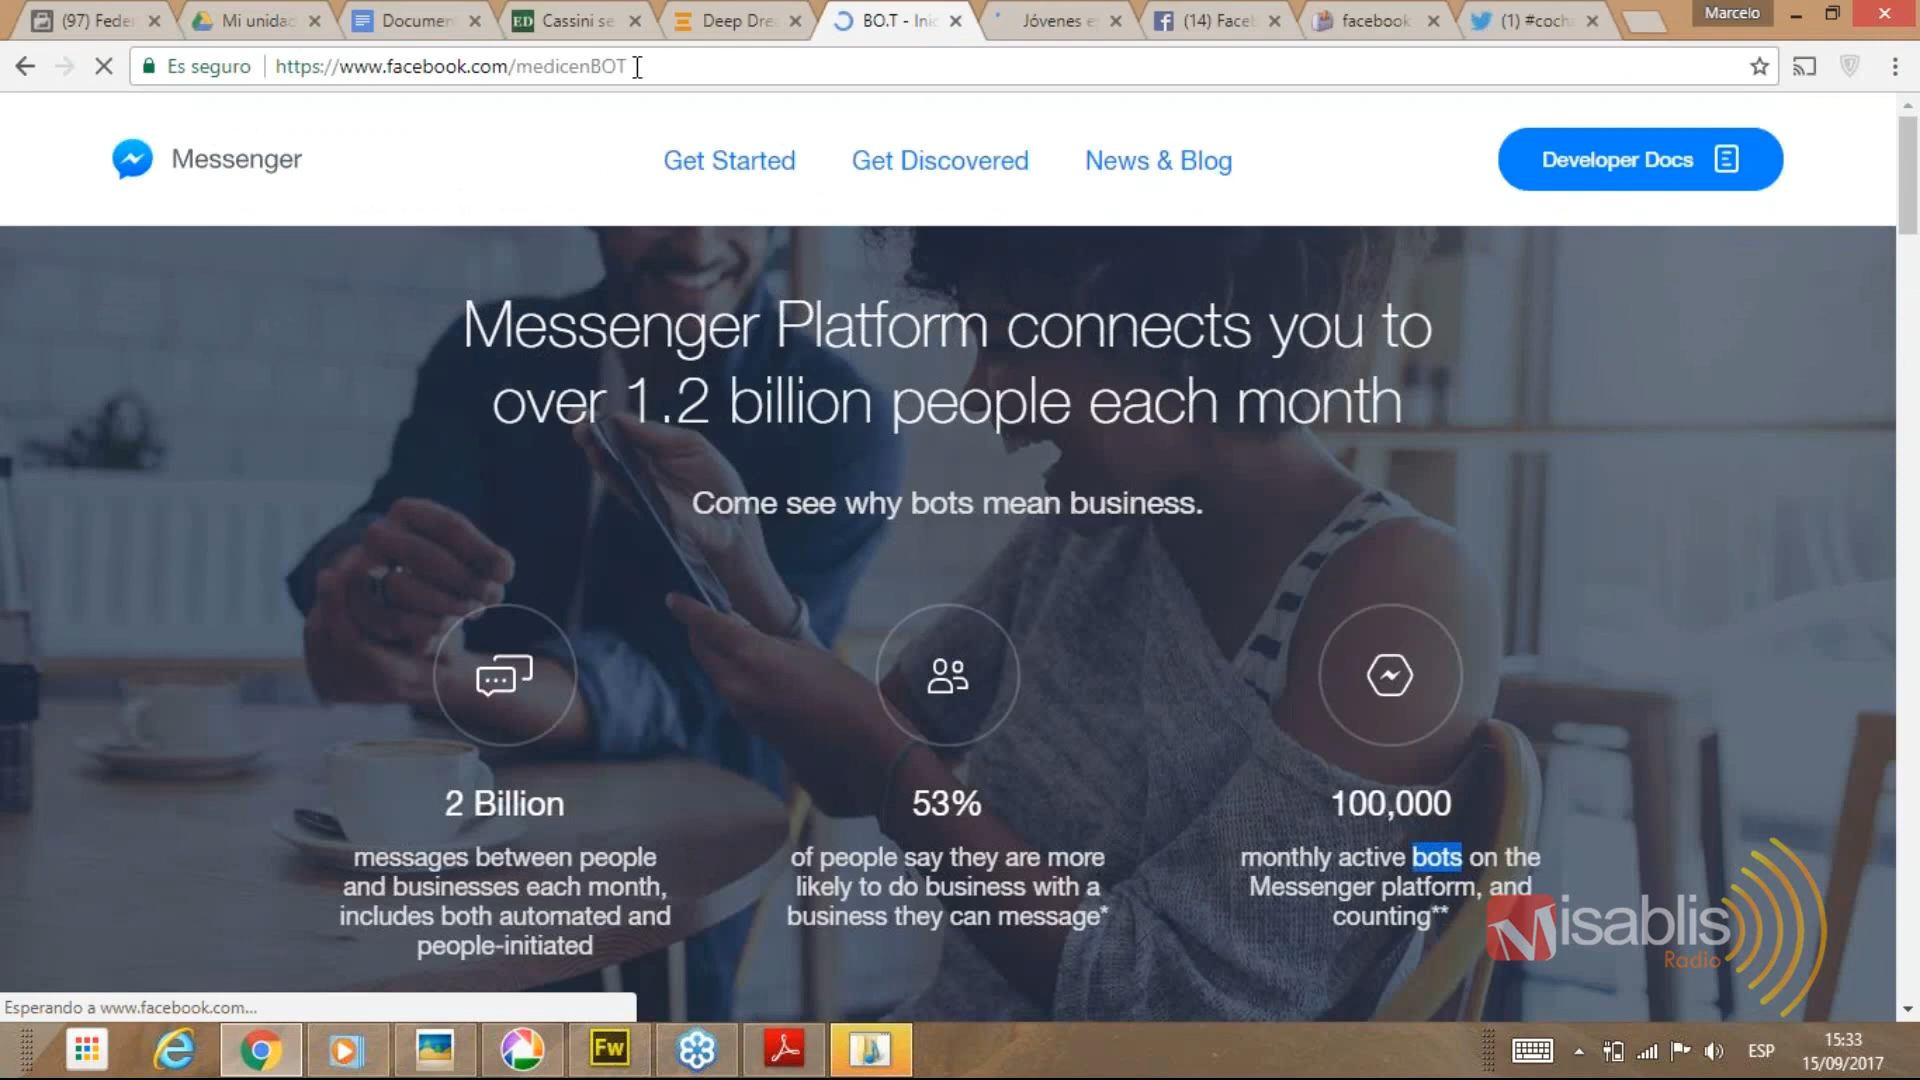 (97) Feder
Mi unidad
Document
ED
Cassini se
Deep Dre
BO.T - Inic
Jóvenes e
(14) Faceb
facebook
(1) #coch
Marcelo
Es seguro
https://www.facebook.com/medicenBOT
Messenger
Get Started
Get Discovered
News & Blog
Developer Docs
Messenger Platform connects you to
over 1.2 billion people each month
Come see why bots mean business.
2 Billion
messages between people
and businesses each month,
includes both automated and
people-initiated
53%
of people say they are more
likely to do business with a
business they can message*
100,000
monthly active bots on the
Messenger platform, and
counting**
Misablis
Radio
Esperando a www.facebook.com...
Fw
ESP
15:33
15/09/2017